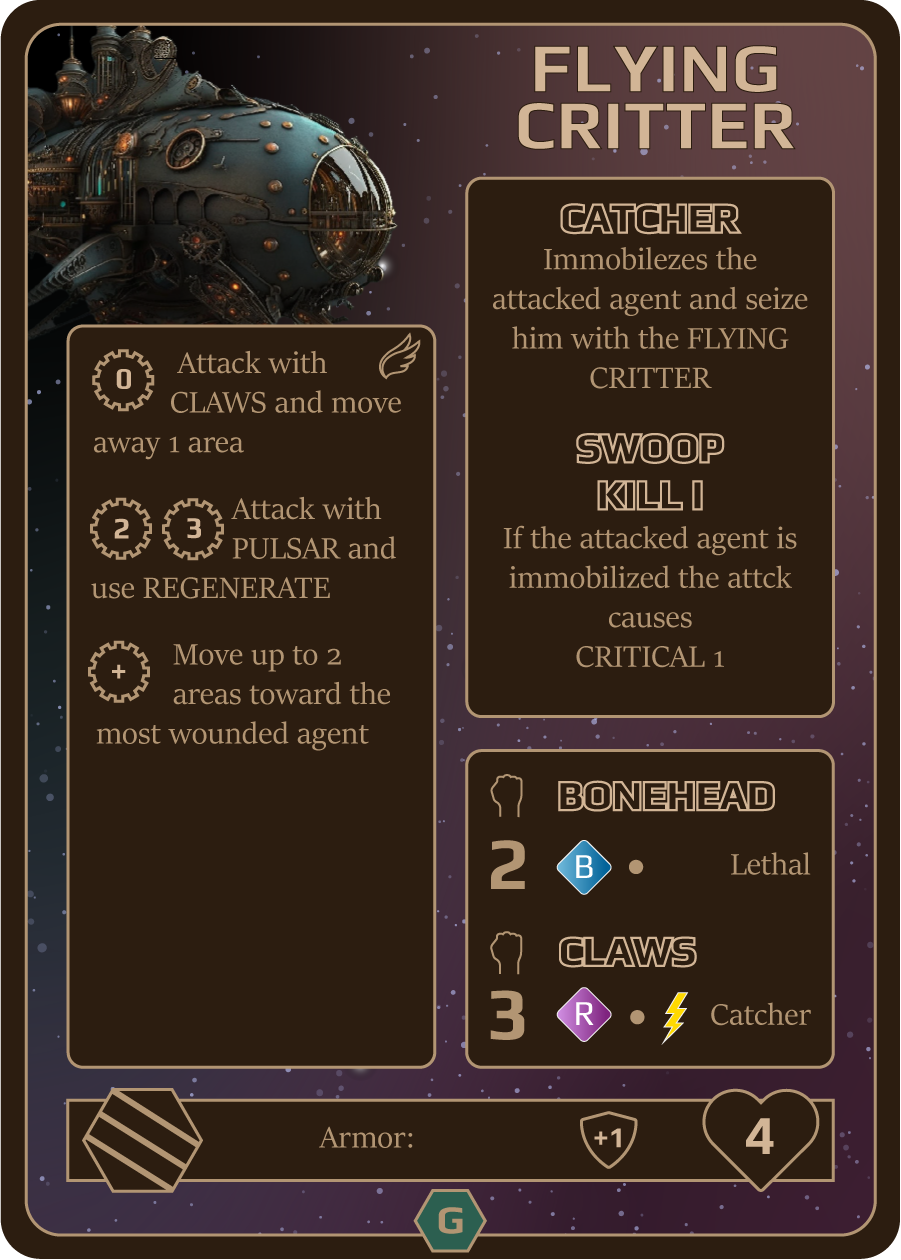 FLYING
CRITTER
0 Attack with
CLAWS and move
away 1 area
2 3 Attack with
PULSAR and
use REGENERATE
+ Move up to 2
areas toward the
most wounded agent
CATCHER
Immobilezes the
attacked agent and seize
him with the FLYING
CRITTER
SWOOP
KILL I
If the attacked agent is
immobilized the attck
causes
CRITICAL 1
BONEHEAD
2 B • Lethal
CLAWS
3 R • Catcher
Armor: +1 4
G